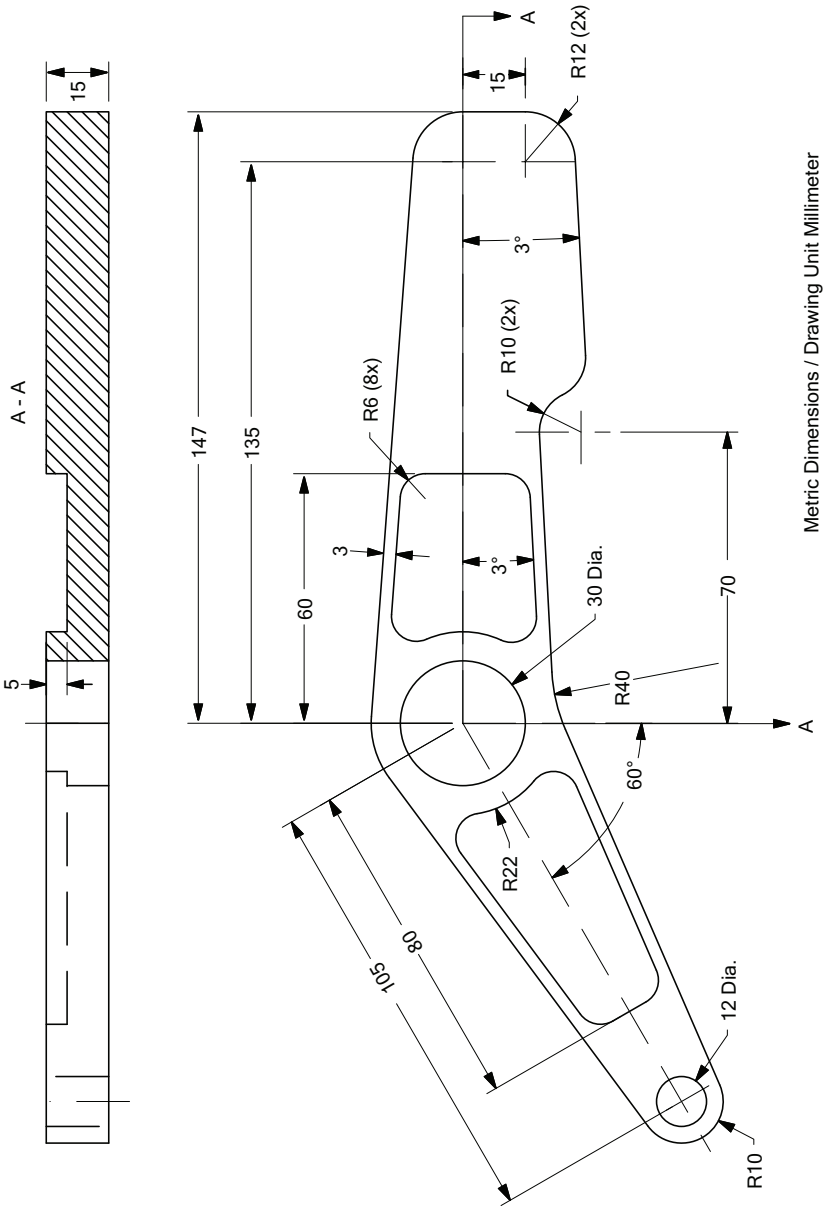 A - A
15
5
147
135
60
3
R6 (8x)
3°
R10 (2x)
3°
15
A
R12 (2x)
30 Dia.
70
R40
A
60°
R22
80
105
12 Dia.
R10
Metric Dimensions / Drawing Unit Millimeter